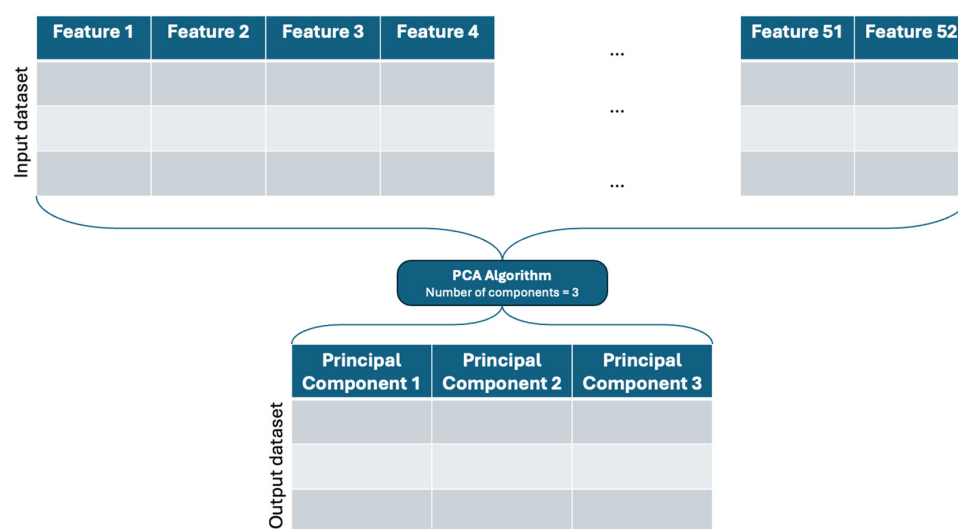 Feature 1 Feature 2 Feature 3 Feature 4 ... Feature 51 Feature 52
Input dataset
...
...
PCA Algorithm
Number of components = 3
Principal Component 1
Principal Component 2
Principal Component 3
Output dataset